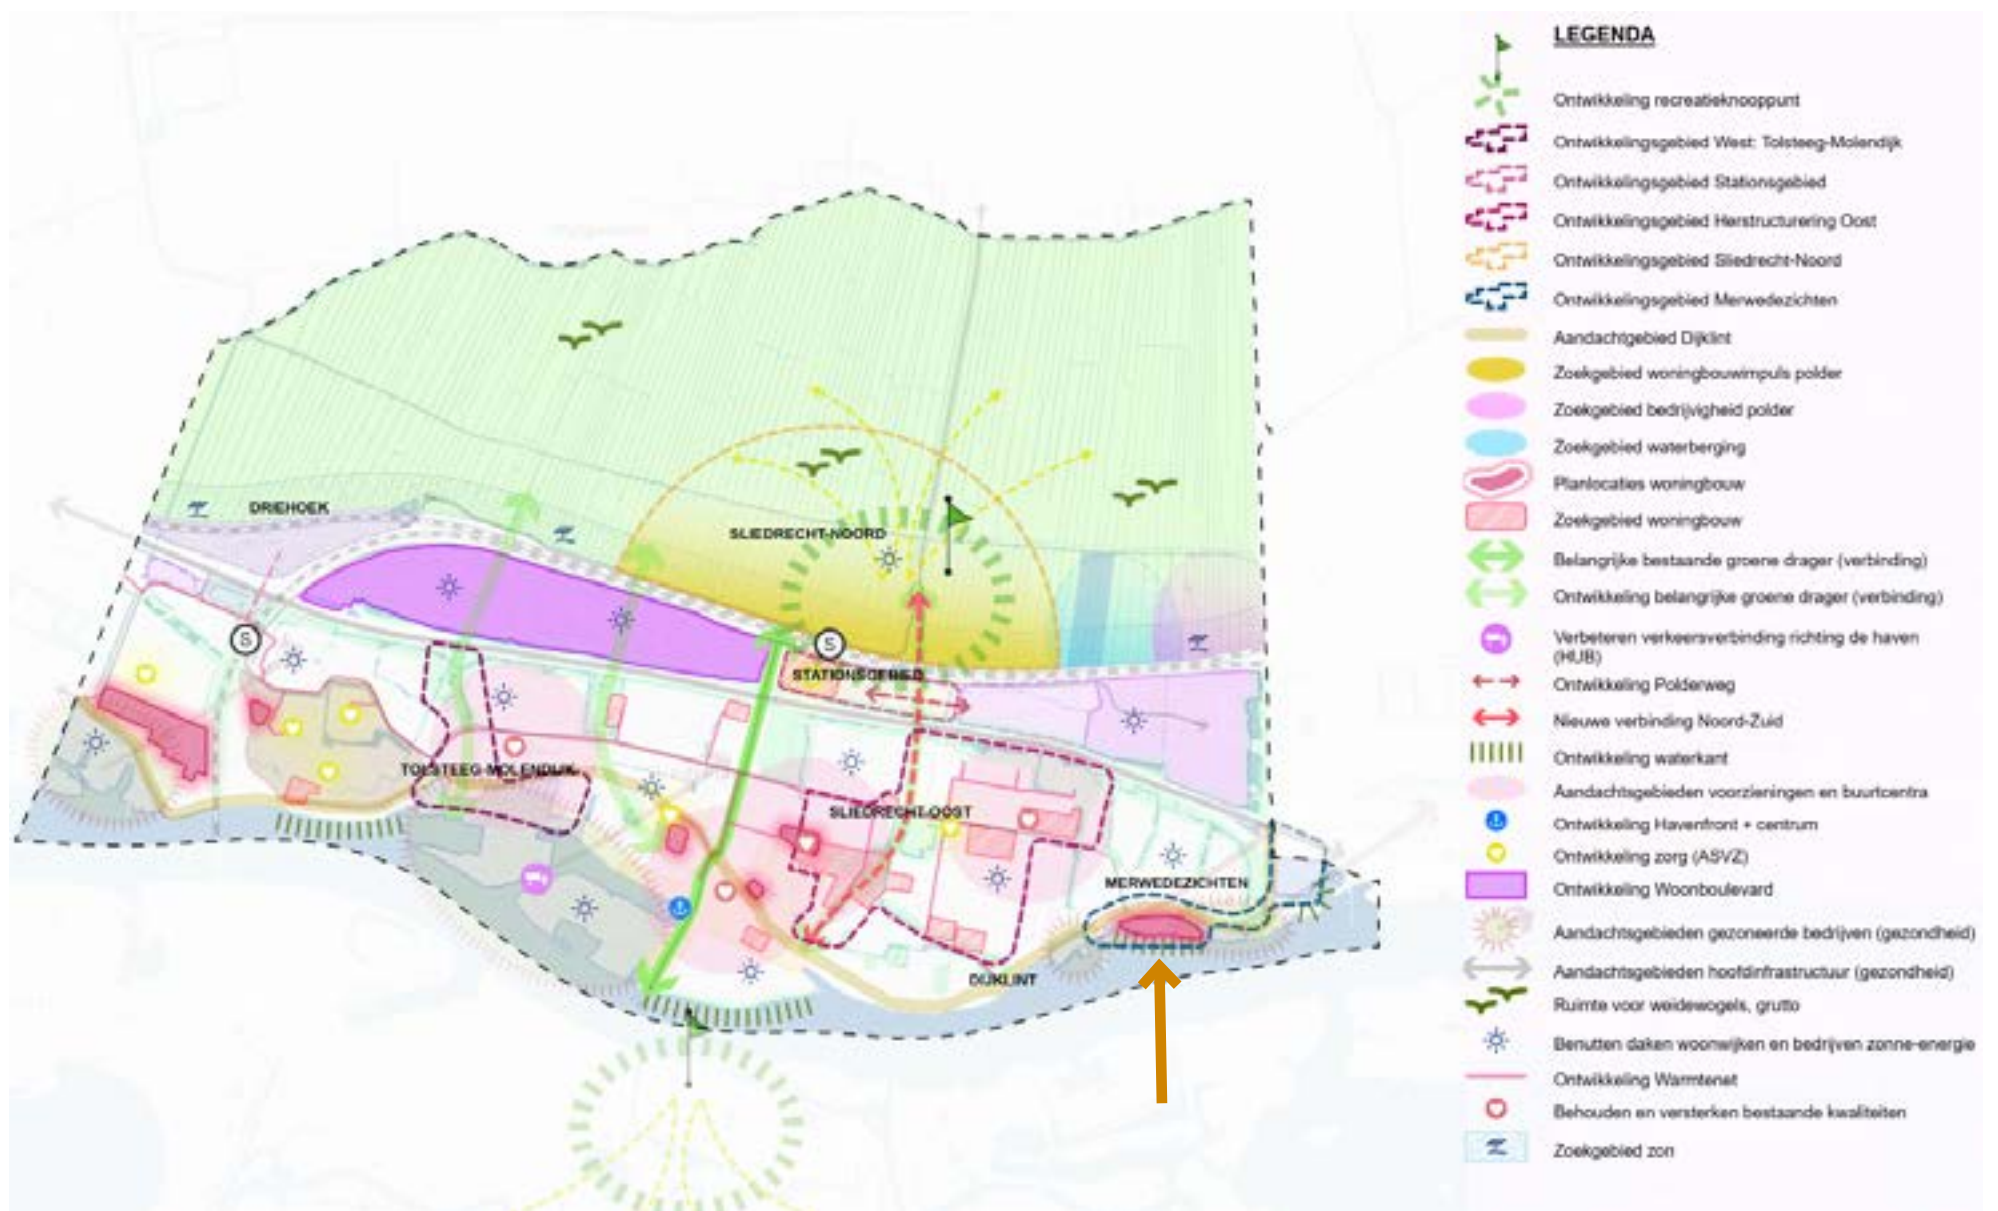 LEGENDA
Ontwikkeling recreatieknooppunt
Ontwikkelingsgebied West: Tolsteeg-Molendijk
Ontwikkelingsgebied Stationsgebied
Ontwikkelingsgebied Herstructurering Oost
Ontwikkelingsgebied Sliedrecht-Noord
Ontwikkelingsgebied Merwedezichten
Aandachtgebied Dijklint
Zoekgebied woningbouwimpuls polder
Zoekgebied bedrijvigheid polder
Zoekgebied waterberging
Planlocaties woningbouw
Zoekgebied woningbouw
Belangrijke bestaande groene drager (verbinding)
Ontwikkeling belangrijke groene drager (verbinding)
Verbeteren verkeersverbinding richting de haven
(HUB)
Ontwikkeling Polderweg
Nieuwe verbinding Noord-Zuid
Ontwikkeling waterkant
Aandachtsgebieden voorzieningen en buurtcentra
Ontwikkeling Havenfront + centrum
Ontwikkeling zorg (ASVZ)
Ontwikkeling Woonboulevard
Aandachtsgebieden gezoneerde bedrijven (gezondheid)
Aandachtsgebieden hoofdinfrastructuur (gezondheid)
Ruimte voor weidewogels, grutto
Benutten daken woonwijken en bedrijven zonne-energie
Ontwikkeling Warmtenet
Behouden en versterken bestaande kwaliteiten
Zoekgebied zon
DRIEHOEK
SLIEDRECHT-NOORD
S
S
STATIONSGEBIED
TOLSTEEG-MOLENDIJK
SLIEDRECHT-OOST
MERWEDEZICHTEN
DIJKLINT